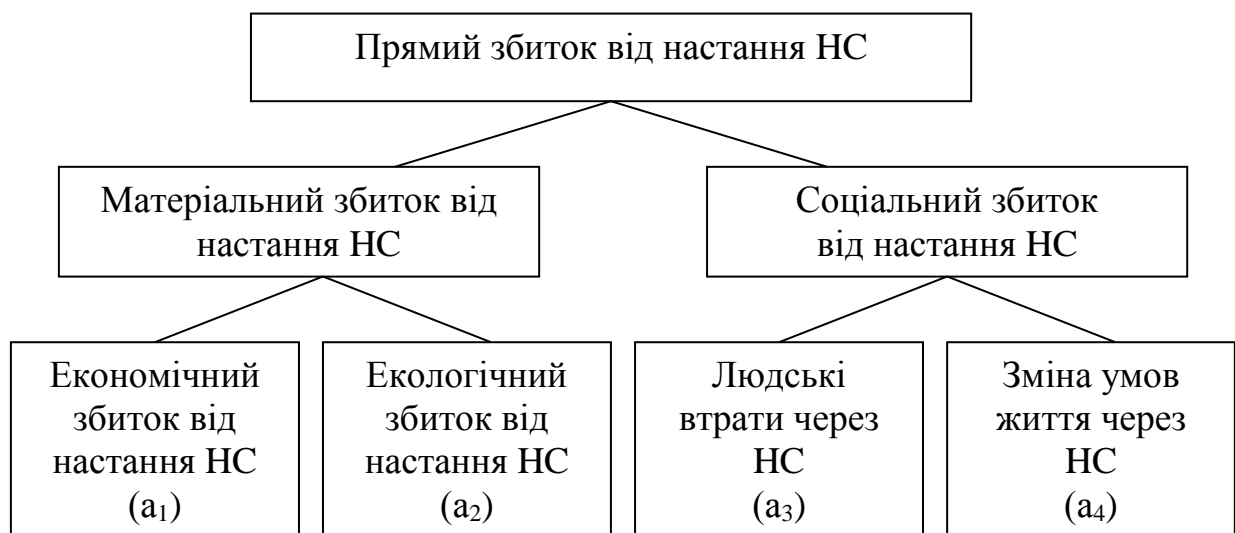 Прямий збиток від настання НС
Матеріальний збиток від
настання НС
Соціальний збиток
від настання НС
Економічний
збиток від
настання НС
(a₁)
Екологічний
збиток від
настання НС
(a₂)
Людські
втрати через
НС
(a₃)
Зміна умов
життя через
НС
(a₄)